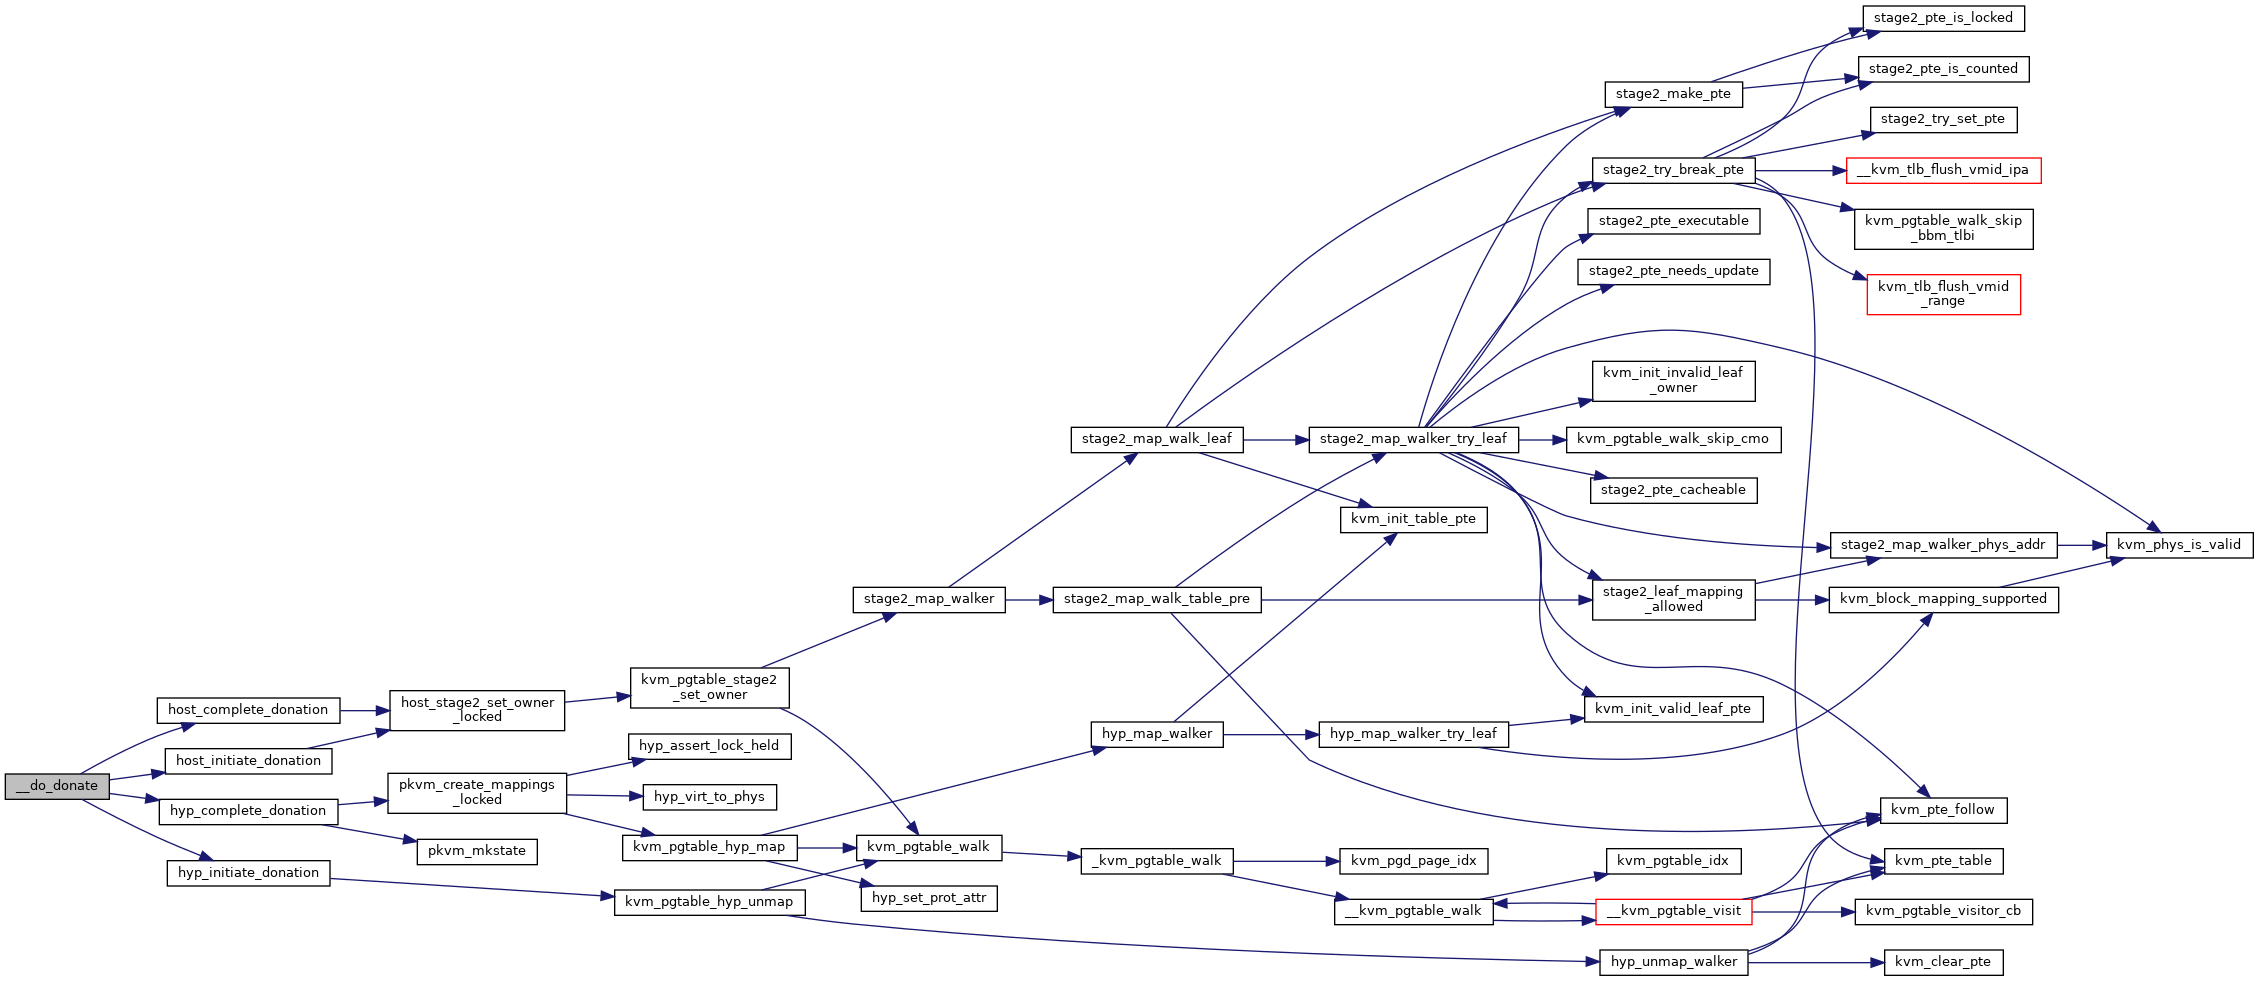 __do_donate
host_complete_donation
host_initiate_donation
hyp_complete_donation
hyp_initiate_donation
host_stage2_set_owner
_locked
pkvm_create_mappings
_locked
pkvm_mkstate
kvm_pgtable_stage2
_set_owner
hyp_assert_lock_held
hyp_virt_to_phys
kvm_pgtable_hyp_map
kvm_pgtable_hyp_unmap
stage2_map_walker
kvm_pgtable_walk
hyp_set_prot_attr
stage2_map_walk_leaf
stage2_map_walk_table_pre
hyp_map_walker
_kvm_pgtable_walk
stage2_map_walker_try_leaf
kvm_init_table_pte
hyp_map_walker_try_leaf
kvm_pgd_page_idx
__kvm_pgtable_walk
stage2_make_pte
stage2_try_break_pte
stage2_pte_executable
stage2_pte_needs_update
kvm_init_invalid_leaf
_owner
kvm_pgtable_walk_skip_cmo
stage2_pte_cacheable
stage2_leaf_mapping
_allowed
kvm_init_valid_leaf_pte
kvm_pgtable_idx
__kvm_pgtable_visit
hyp_unmap_walker
stage2_pte_is_locked
stage2_pte_is_counted
stage2_try_set_pte
__kvm_tlb_flush_vmid_ipa
kvm_pgtable_walk_skip
_bbm_tlbi
kvm_tlb_flush_vmid
_range
stage2_map_walker_phys_addr
kvm_block_mapping_supported
kvm_pte_follow
kvm_pte_table
kvm_pgtable_visitor_cb
kvm_clear_pte
kvm_phys_is_valid